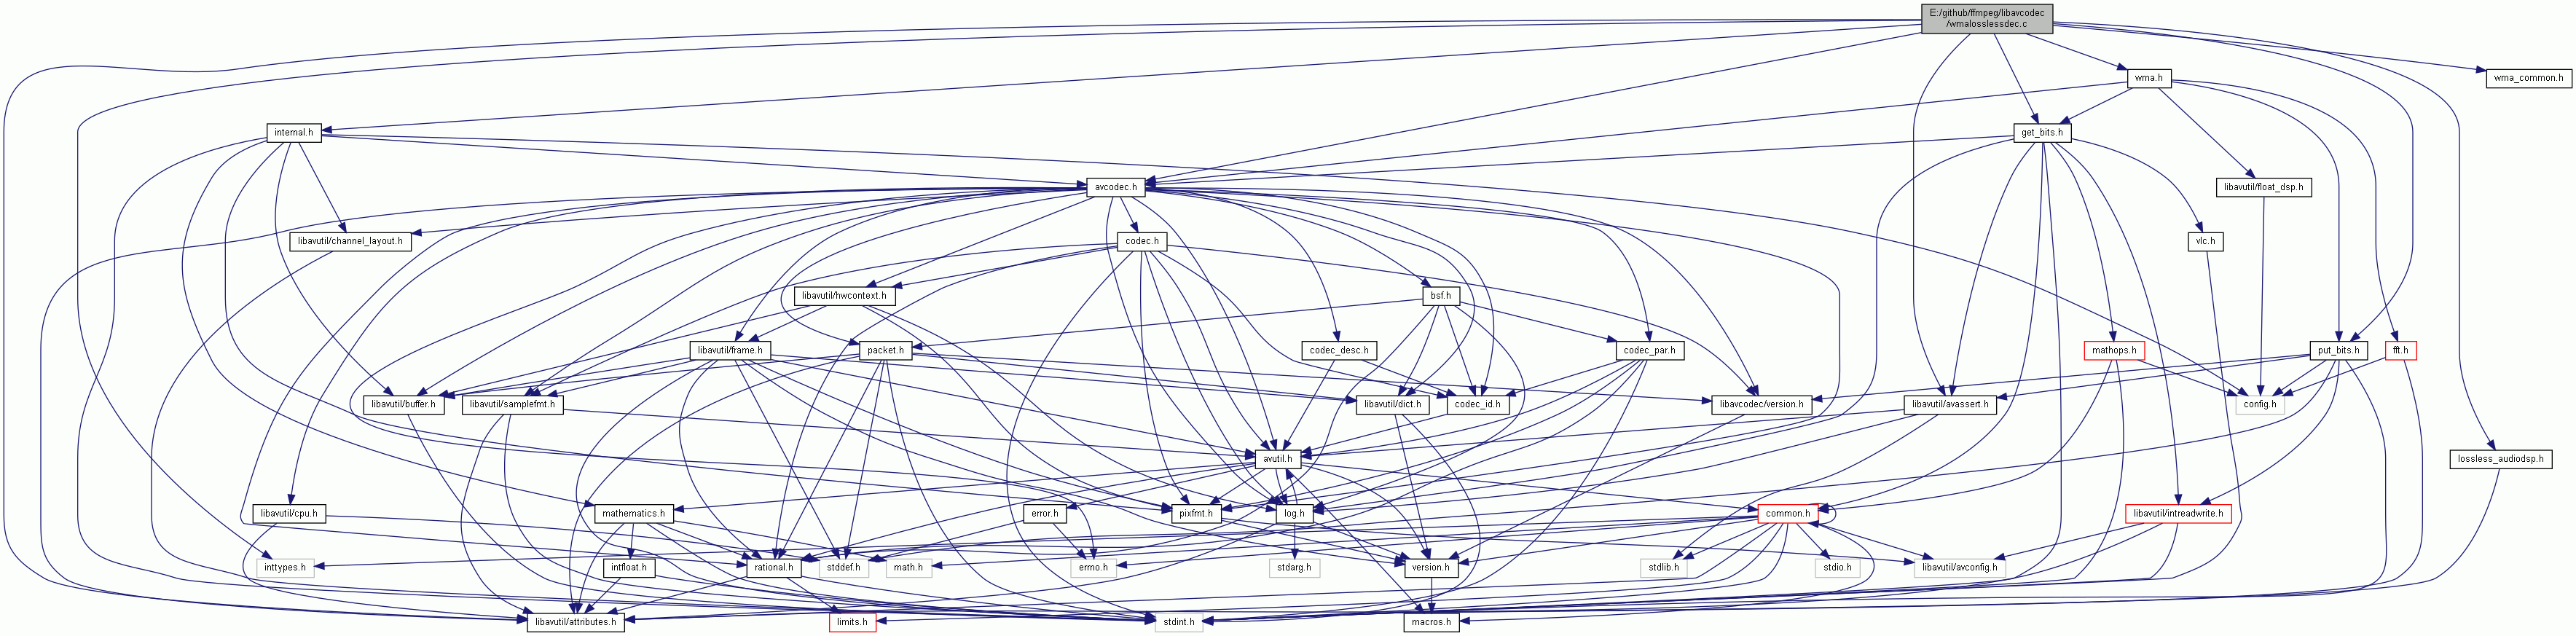 E:/github/ffmpeg/libavcodec
/wmalosslessdec.c
wma.h
wma_common.h
internal.h
get_bits.h
avcodec.h
libavutil/float_dsp.h
libavutil/channel_layout.h
codec.h
vlc.h
libavutil/hwcontext.h
bsf.h
libavutil/frame.h
packet.h
codec_desc.h
codec_par.h
mathops.h
put_bits.h
fft.h
libavutil/buffer.h
libavutil/samplefmt.h
libavutil/dict.h
codec_id.h
libavcodec/version.h
libavutil/avassert.h
config.h
avutil.h
lossless_audiodsp.h
libavutil/cpu.h
mathematics.h
error.h
pixfmt.h
log.h
common.h
libavutil/intreadwrite.h
inttypes.h
intfloat.h
rational.h
stddef.h
math.h
errno.h
stdarg.h
version.h
stdlib.h
stdio.h
libavutil/avconfig.h
libavutil/attributes.h
limits.h
stdint.h
macros.h